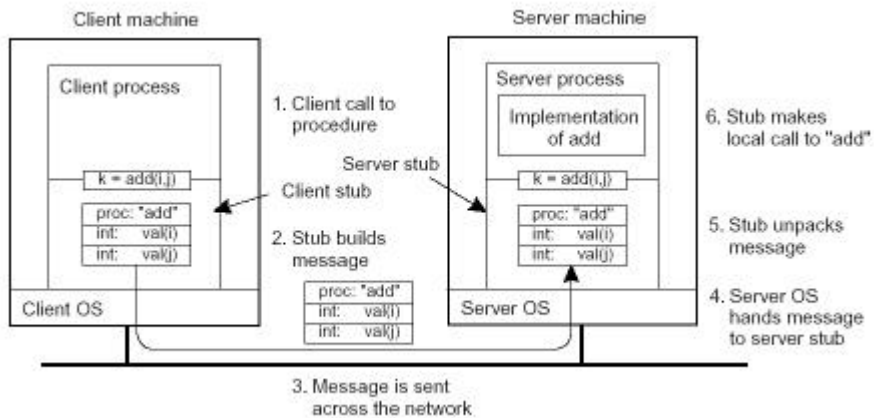 Client machine
Server machine
Client process
1. Client call to
procedure
Server process
Implementation
of add
6. Stub makes
local call to "add"
Server stub
k = add(i,j)
k = add(i,j)
Client stub
proc: "add"
int: val(i)
int: val(j)
2. Stub builds
message
proc: "add"
int: val(i)
int: val(j)
5. Stub unpacks
message
proc: "add"
int: val(i)
int: val(j)
4. Server OS
hands message
to server stub
Client OS
Server OS
3. Message is sent
across the network